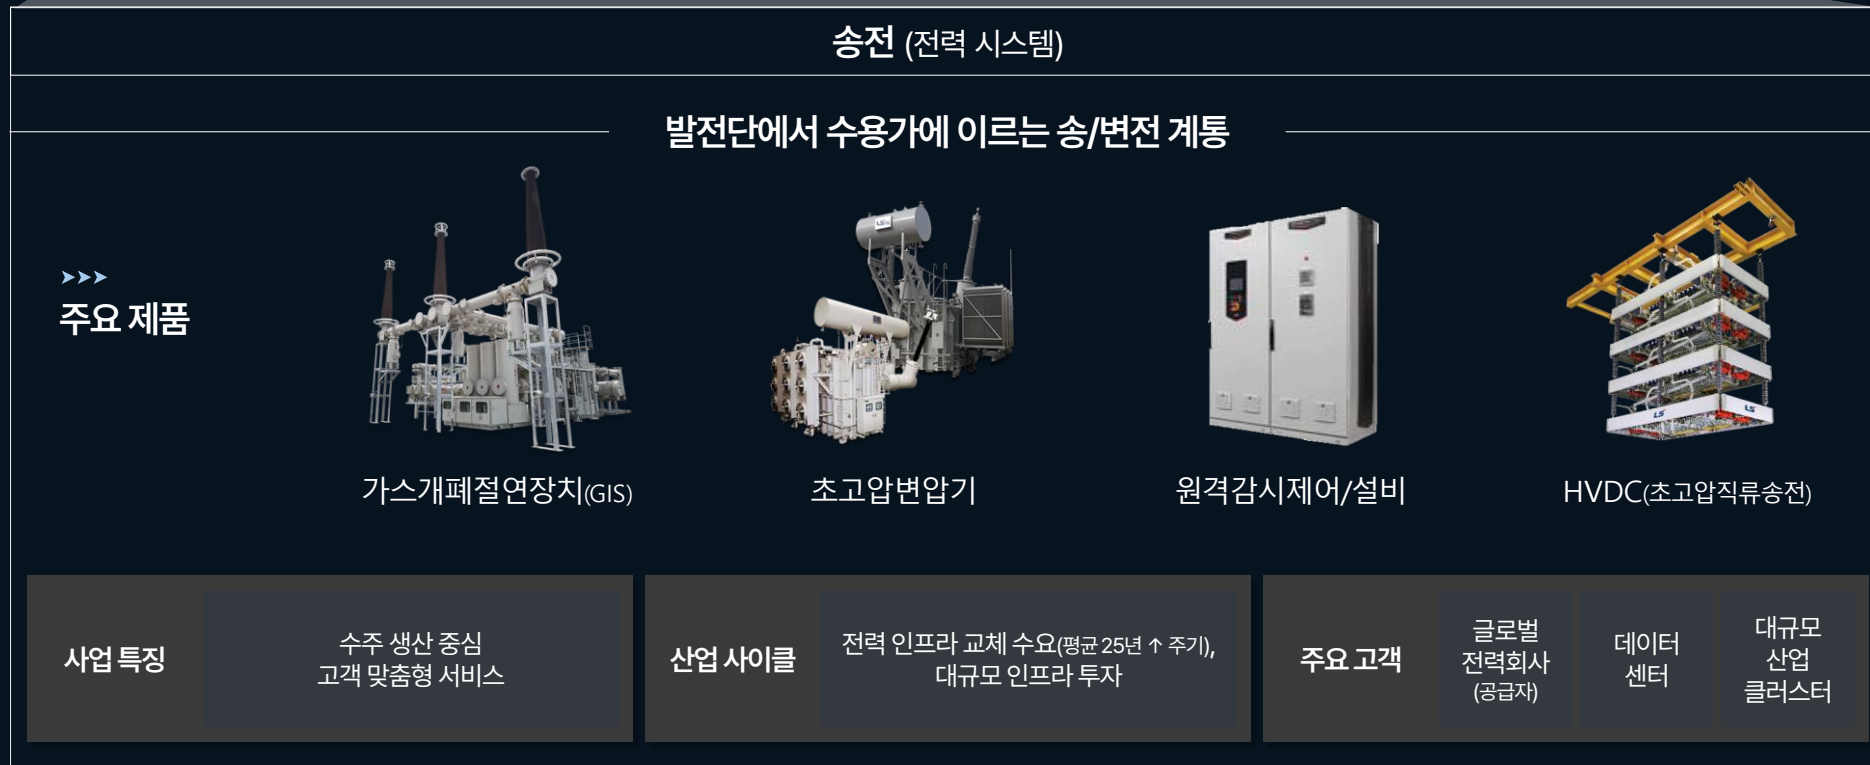 송전 (전력 시스템)
발전단에서 수용가에 이르는 송/변전 계통
➤➤➤
주요 제품
LS
LS
LS
가스개폐절연장치(GIS)
초고압변압기
원격감시제어/설비
HVDC(초고압직류송전)
사업 특징
수주 생산 중심
고객 맞춤형 서비스
산업 사이클
전력 인프라 교체 수요(평균 25년 ↑ 주기),
대규모 인프라 투자
주요 고객
글로벌
전력회사
(공급자)
데이터
센터
대규모
산업
클러스터